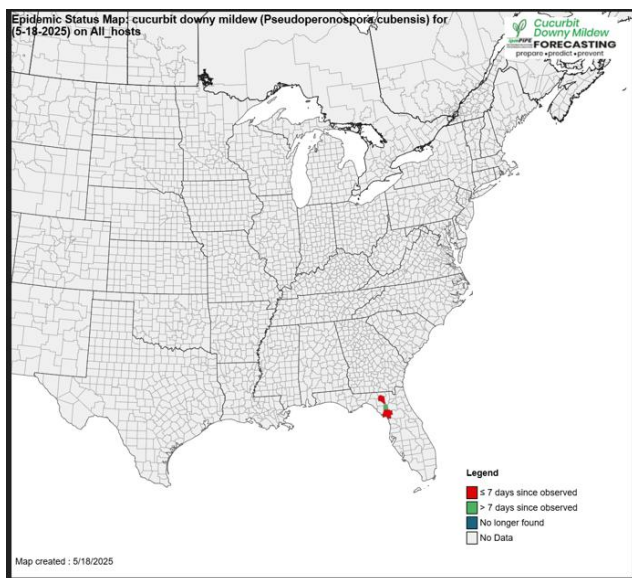 Epidemic Status Map: cucurbit downy mildew (Pseudoperonospora cubensis) for
(5-18-2025) on All_hosts
Cucurbit
Downy Mildew
FORECASTING
prepare • predict • prevent
Legend
≤ 7 days since observed
> 7 days since observed
No longer found
No Data
Map created : 5/18/2025